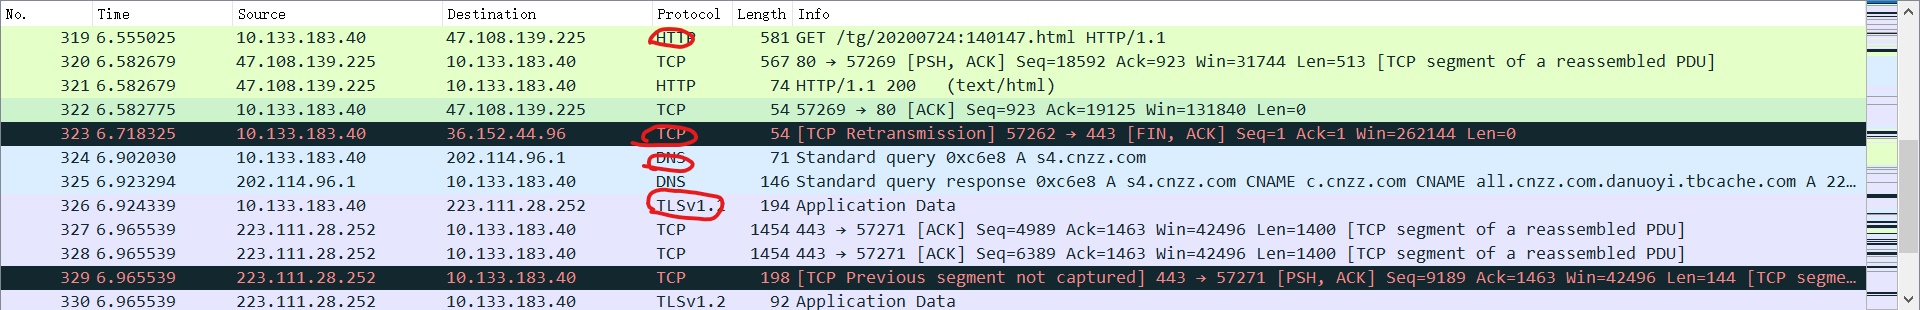 No. Time Source Destination Protocol Length Info
319 6.555025 10.133.183.40 47.108.139.225 HTTP 581 GET /tg/20200724:140147.html HTTP/1.1
320 6.582679 47.108.139.225 10.133.183.40 TCP 567 80 → 57269 [PSH, ACK] Seq=18592 Ack=923 Win=31744 Len=513 [TCP segment of a reassembled PDU]
321 6.582679 47.108.139.225 10.133.183.40 HTTP 74 HTTP/1.1 200 (text/html)
322 6.582775 10.133.183.40 47.108.139.225 TCP 54 57269 → 80 [ACK] Seq=923 Ack=19125 Win=131840 Len=0
323 6.718325 10.133.183.40 36.152.44.96 TCP 54 [TCP Retransmission] 57262 → 443 [FIN, ACK] Seq=1 Ack=1 Win=262144 Len=0
324 6.902030 10.133.183.40 202.114.96.1 DNS 71 Standard query 0xc6e8 A s4.cnzz.com
325 6.923294 202.114.96.1 10.133.183.40 DNS 146 Standard query response 0xc6e8 A s4.cnzz.com CNAME c.cnzz.com CNAME all.cnzz.com.danuoyi.tbcache.com A 22…
326 6.924339 10.133.183.40 223.111.28.252 TLSv1.2 194 Application Data
327 6.965539 223.111.28.252 10.133.183.40 TCP 1454 443 → 57271 [ACK] Seq=4989 Ack=1463 Win=42496 Len=1400 [TCP segment of a reassembled PDU]
328 6.965539 223.111.28.252 10.133.183.40 TCP 1454 443 → 57271 [ACK] Seq=6389 Ack=1463 Win=42496 Len=1400 [TCP segment of a reassembled PDU]
329 6.965539 223.111.28.252 10.133.183.40 TCP 198 [TCP Previous segment not captured] 443 → 57271 [PSH, ACK] Seq=9189 Ack=1463 Win=42496 Len=144 [TCP segme…
330 6.965539 223.111.28.252 10.133.183.40 TLSv1.2 92 Application Data